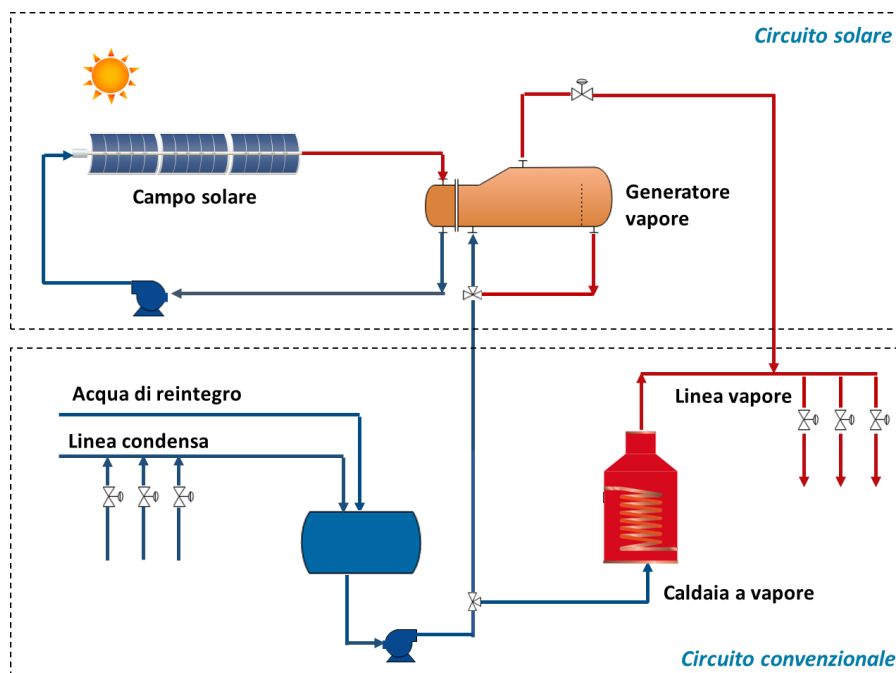 Circuito solare
Campo solare
Generatore
vapore
Acqua di reintegro
Linea condensa
Linea vapore
Caldaia a vapore
Circuito convenzionale